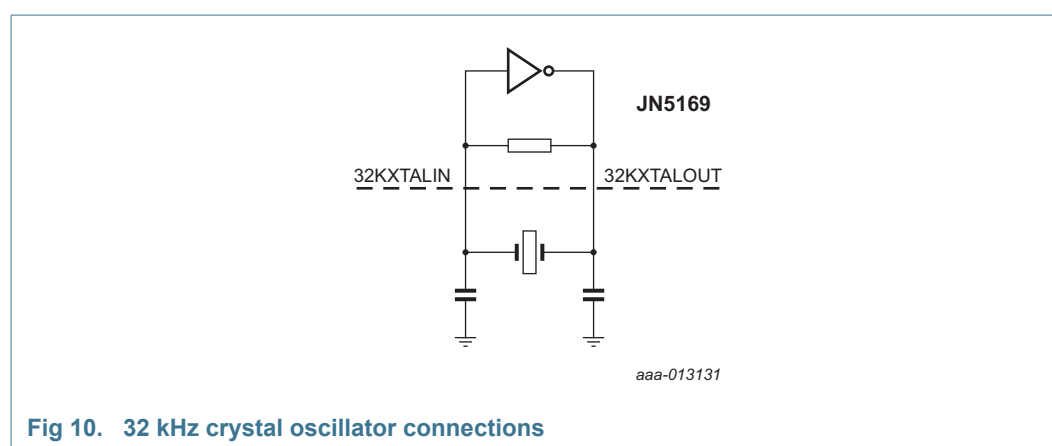 JN5169
32KXTALIN 32KXTALOUT
aaa-013131
Fig 10. 32 kHz crystal oscillator connections